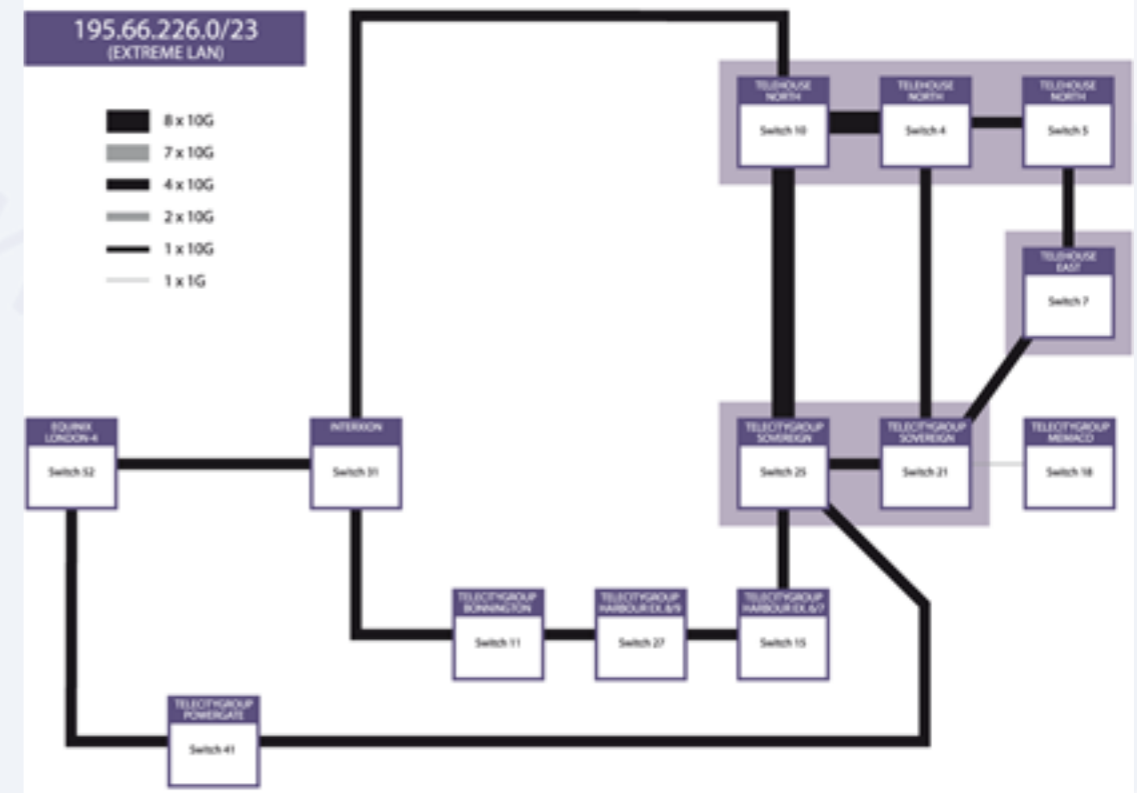 195.66.226.0/23
(EXTREME LAN)
8 x 10G
7 x 10G
4 x 10G
2 x 10G
1 x 10G
1 x 1G
TELEHOUSE
NORTH
Switch 10
TELEHOUSE
NORTH
Switch 4
TELEHOUSE
NORTH
Switch 5
TELEHOUSE
EAST
Switch 7
EQUINIX
LONDON-4
Switch 52
INTERXION
Switch 31
TELECITYGROUP
SOVEREIGN
Switch 25
TELECITYGROUP
SOVEREIGN
Switch 21
TELECITYGROUP
MEMACO
Switch 18
TELECITYGROUP
BONNINGTON
Switch 11
TELECITYGROUP
HARBOUR EX. 8/9
Switch 27
TELECITYGROUP
HARBOUR EX. 6/7
Switch 15
TELECITYGROUP
POWERGATE
Switch 41